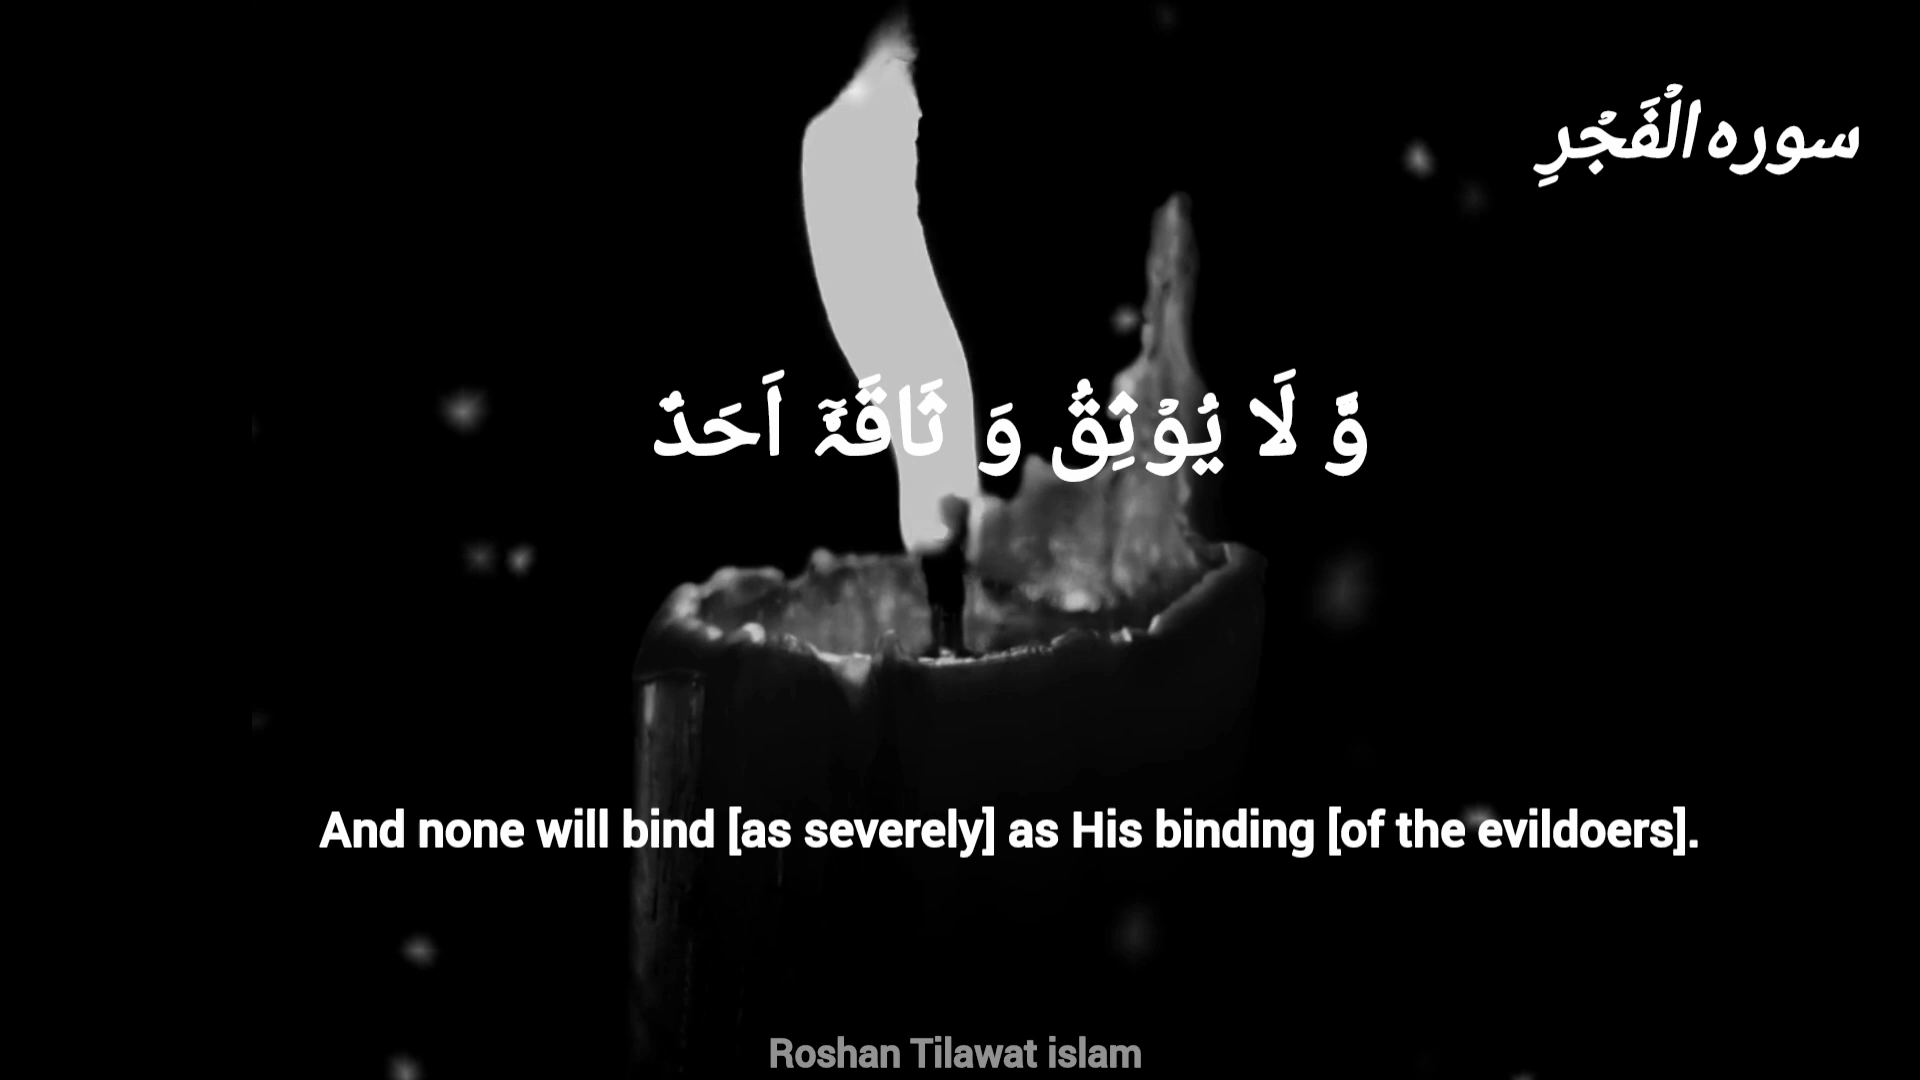 سوره الْفَجْرِ
وَّ لَا يُوْثِقُ وَ ثَاقَهٗۤ اَحَدٌ
And none will bind [as severely] as His binding [of the evildoers].
Roshan Tilawat islam